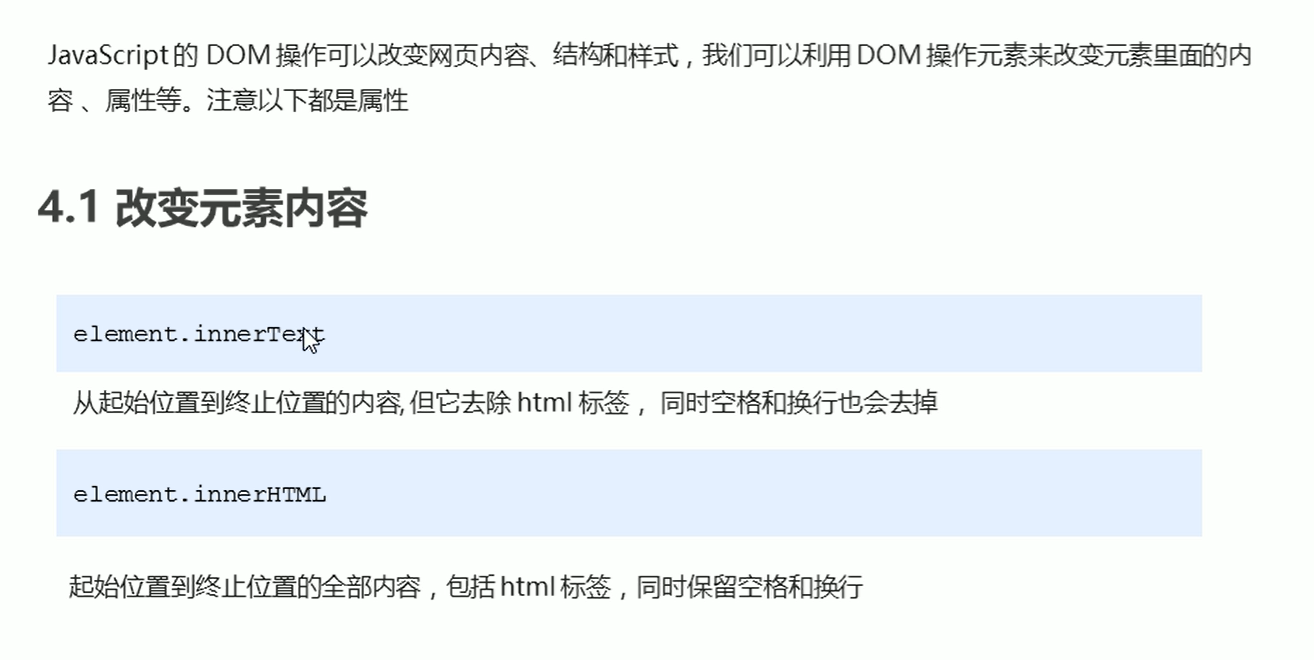 JavaScript的 DOM 操作可以改变网页内容、结构和样式，我们可以利用 DOM 操作元素来改变元素里面的内
容 、属性等。注意以下都是属性
4.1 改变元素内容
element.innerText
从起始位置到终止位置的内容, 但它去除 html 标签， 同时空格和换行也会去掉
element.innerHTML
起始位置到终止位置的全部内容，包括 html 标签，同时保留空格和换行